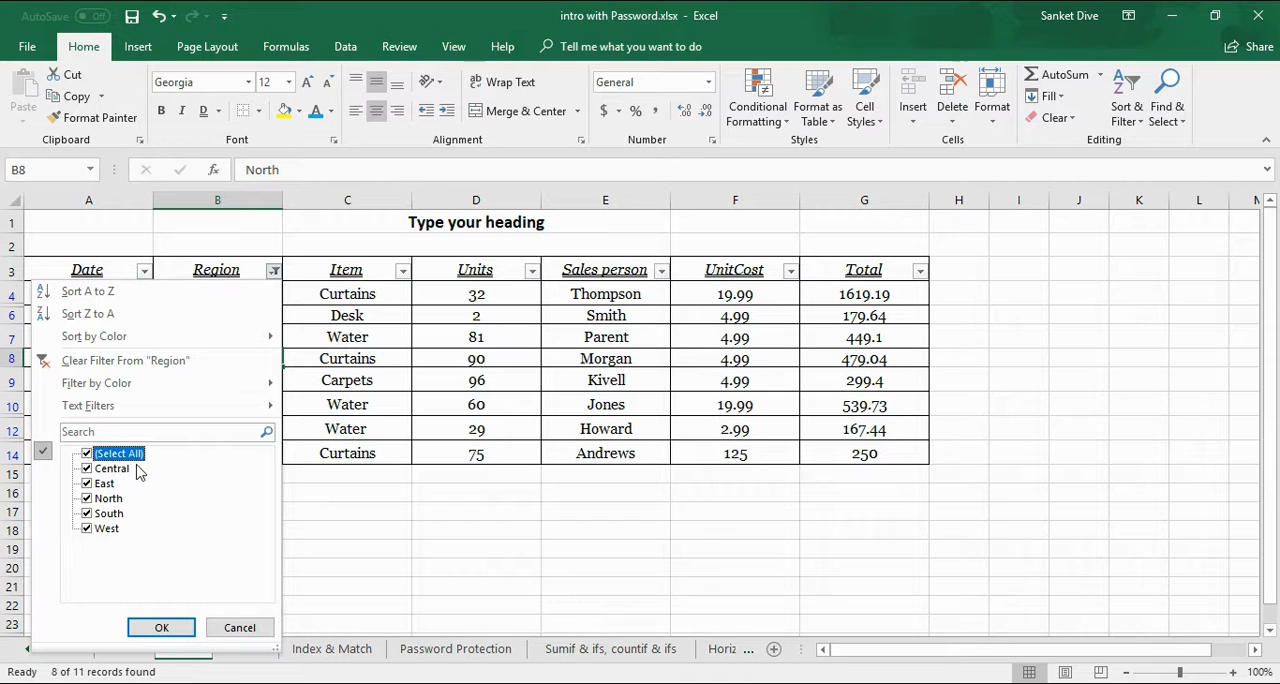 AutoSave Off intro with Password.xlsx - Excel Sanket Dive
File Home Insert Page Layout Formulas Data Review View Help Tell me what you want to do Share
Paste Cut Copy Format Painter
Georgia 12 B I D
Wrap Text Merge & Center
General $ %
Conditional Formatting Format as Table Cell Styles
Insert Delete Format
AutoSum Fill Clear Sort & Filter Find & Select
Clipboard Font Alignment Number Styles Cells Editing
B8 fx North
A B C D E F G H I J K L M
1 Type your heading
2
3 Date Region Item Units Sales person UnitCost Total
4 Curtains 32 Thompson 19.99 1619.19
6 Desk 2 Smith 4.99 179.64
7 Water 81 Parent 4.99 449.1
8 Curtains 90 Morgan 4.99 479.04
9 Carpets 96 Kivell 4.99 299.4
10 Water 60 Jones 19.99 539.73
12 Water 29 Howard 2.99 167.44
14 Curtains 75 Andrews 125 250
15
16
17
18
19
20
21
22
23
Sort A to Z
Sort Z to A
Sort by Color
Clear Filter From "Region"
Filter by Color
Text Filters
Search
(Select All)
Central
East
North
South
West
OK Cancel
Index & Match Password Protection Sumif & ifs, countif & ifs Horiz ...
Ready 8 of 11 records found 100%